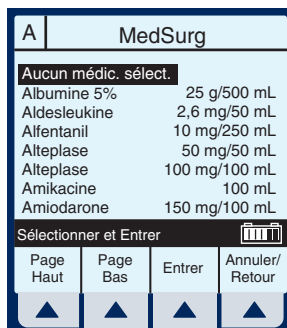 A MedSurg
Aucun médic. sélect.
Albumine 5% 25 g/500 mL
Aldesleukine 2,6 mg/50 mL
Alfentanil 10 mg/250 mL
Alteplase 50 mg/50 mL
Alteplase 100 mg/100 mL
Amikacine 100 mL
Amiodarone 150 mg/100 mL
Sélectionner et Entrer
Page Haut
Page Bas
Entrer
Annuler/ Retour